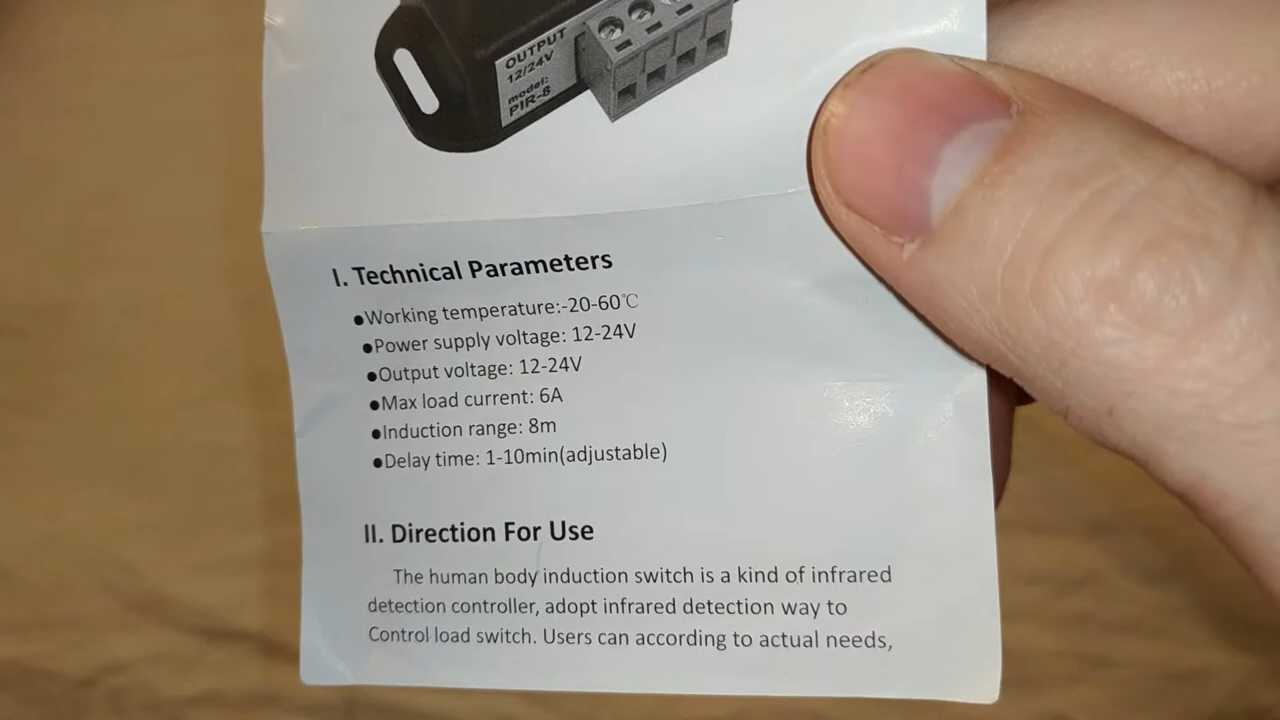 OUTPUT
12/24V
model:
PIR-8
I. Technical Parameters
●Working temperature:-20-60℃
●Power supply voltage: 12-24V
●Output voltage: 12-24V
●Max load current: 6A
●Induction range: 8m
●Delay time: 1-10min(adjustable)
II. Direction For Use
The human body induction switch is a kind of infrared
detection controller, adopt infrared detection way to
Control load switch. Users can according to actual needs,